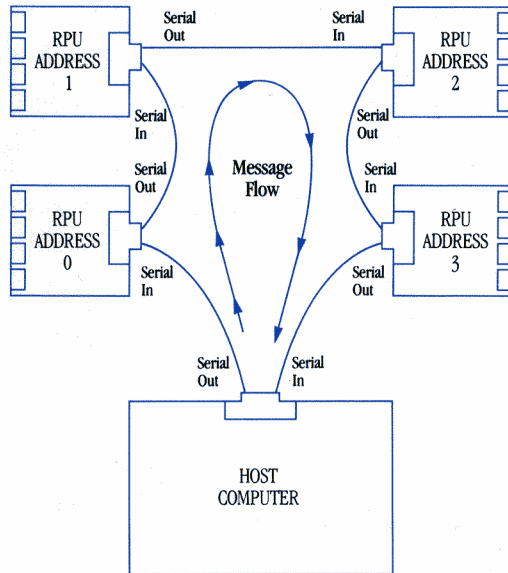 Serial
Out
Serial
In
RPU
ADDRESS
1
RPU
ADDRESS
2
Serial
In
Serial
Out
Message
Flow
Serial
Out
Serial
In
RPU
ADDRESS
0
RPU
ADDRESS
3
Serial
In
Serial
Out
Serial
Out
Serial
In
HOST
COMPUTER